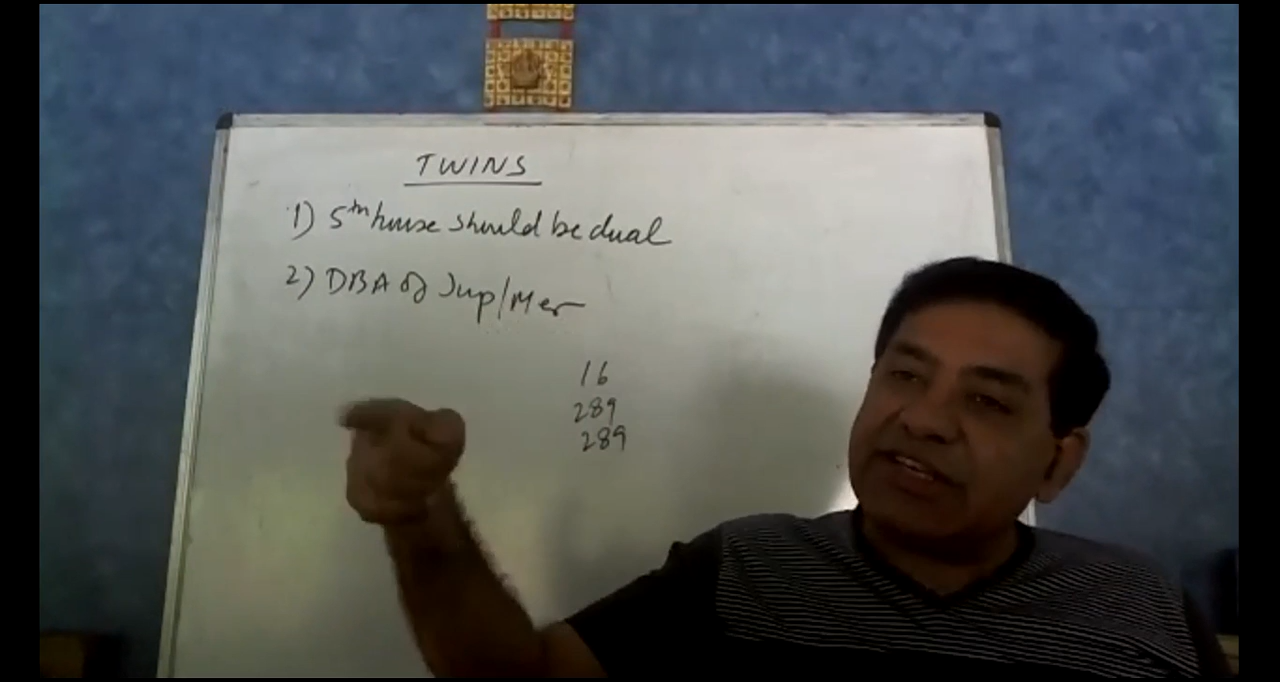 TWINS
1) 5th house should be dual
2) DBA of Jup/Mer
16
289
289